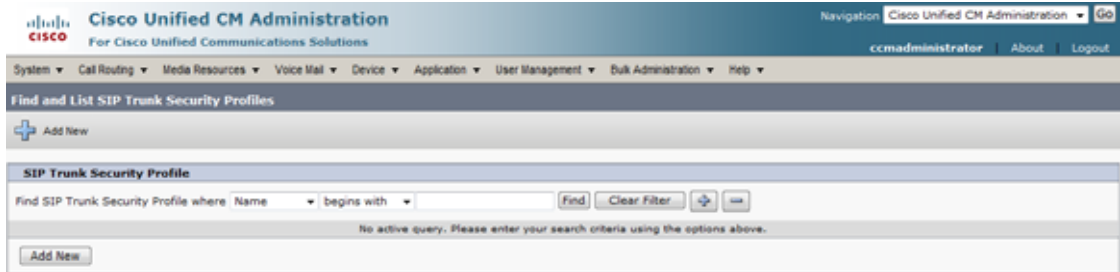 CISCO
Cisco Unified CM Administration
For Cisco Unified Communications Solutions
Navigation Cisco Unified CM Administration Go
ccmadministrator | About | Logout
System Call Routing Media Resources Voice Mail Device Application User Management Bulk Administration Help
Find and List SIP Trunk Security Profiles
Add New
SIP Trunk Security Profile
Find SIP Trunk Security Profile where Name begins with Find Clear Filter
No active query. Please enter your search criteria using the options above.
Add New